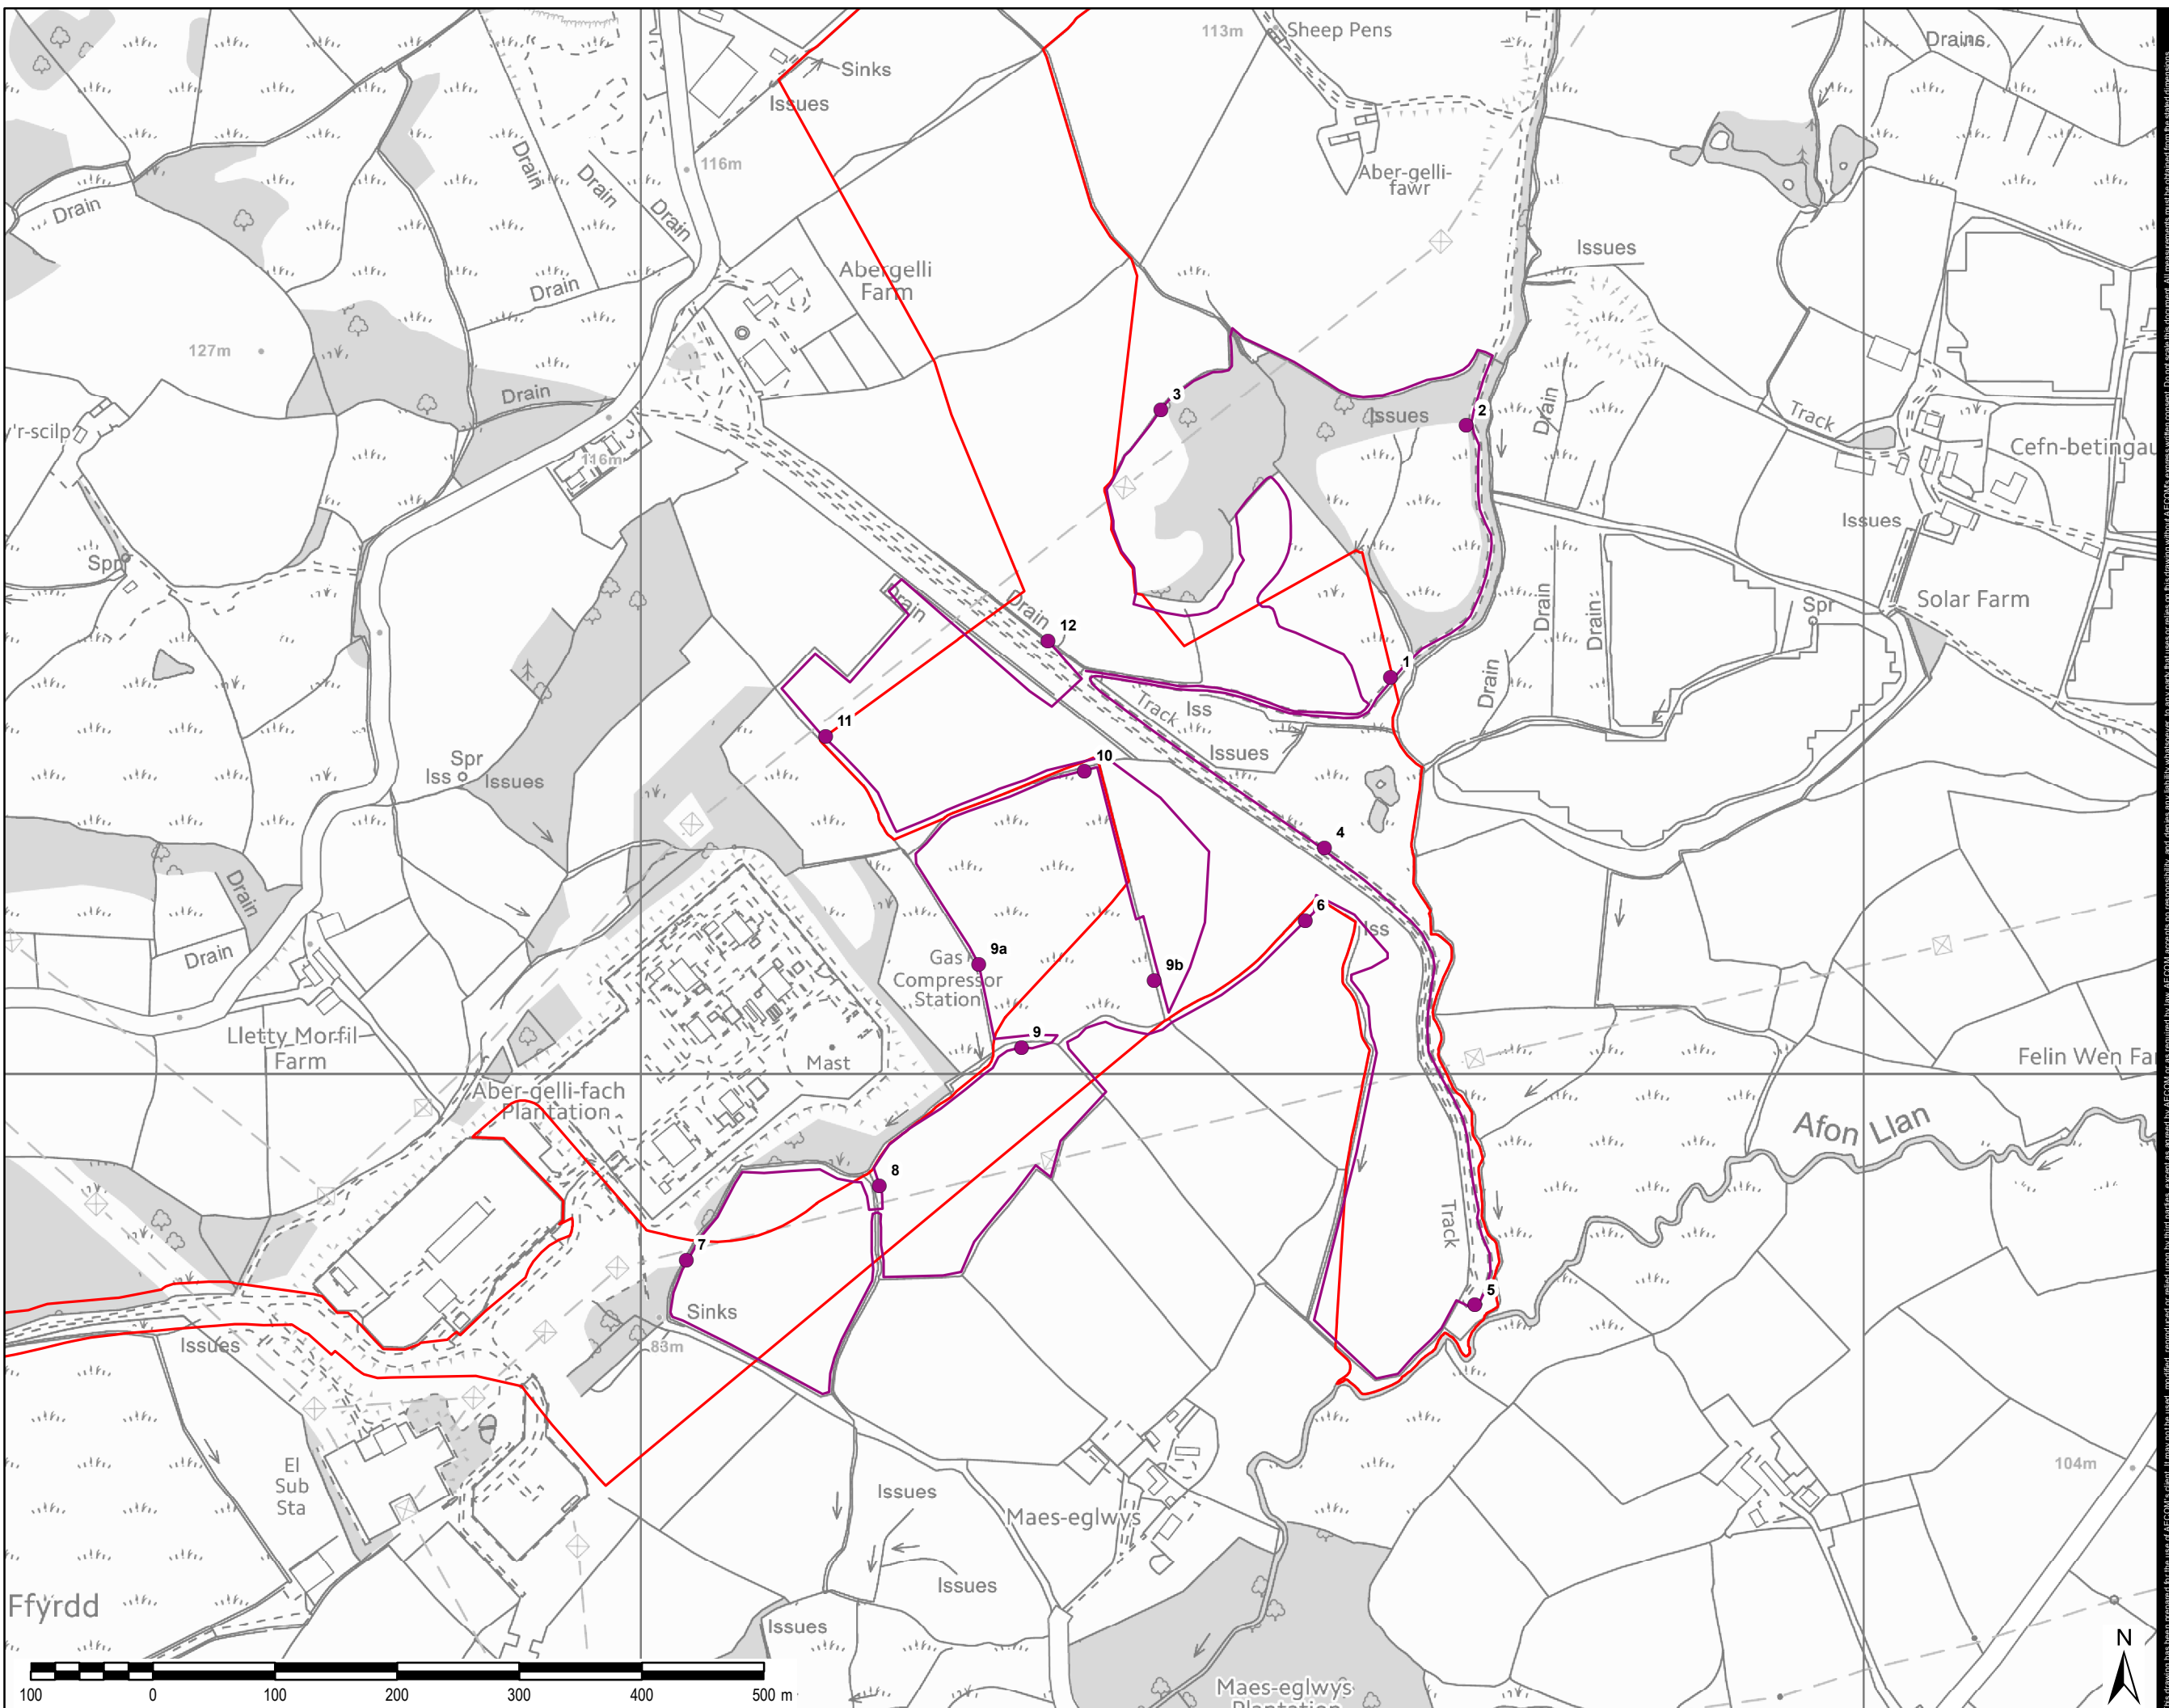 113m
Sheep Pens
Drains
Sinks
Issues
Drain
Drain
Drain
116m
Aber-gelli-
fawr
Drain
Issues
Abergelli
Farm
Drain
127m
Drain
3
Issues
2
Drain
Track
y'r-scilp
116m
Cefn-betingau
Issues
Spr
Drain
Drain
12
Drain
Drain
Spr
Solar Farm
1
Drain
Track
Iss
11
Issues
10
Spr
Iss
Issues
4
Drain
6
Iss
Drain
9a
Gas
Compressor
Station
9b
Lletty Morfil
Farm
9
Mast
Felin Wen Fa
Aber-gelli-fach
Plantation
Afon Llan
8
Track
7
5
Sinks
Issues
83m
El
Sub
Sta
Issues
104m
Maes-eglwys
Issues
Ffyrdd
Issues
N
Maes-eglwys
Plantation
100 0 100 200 300 400 500 m